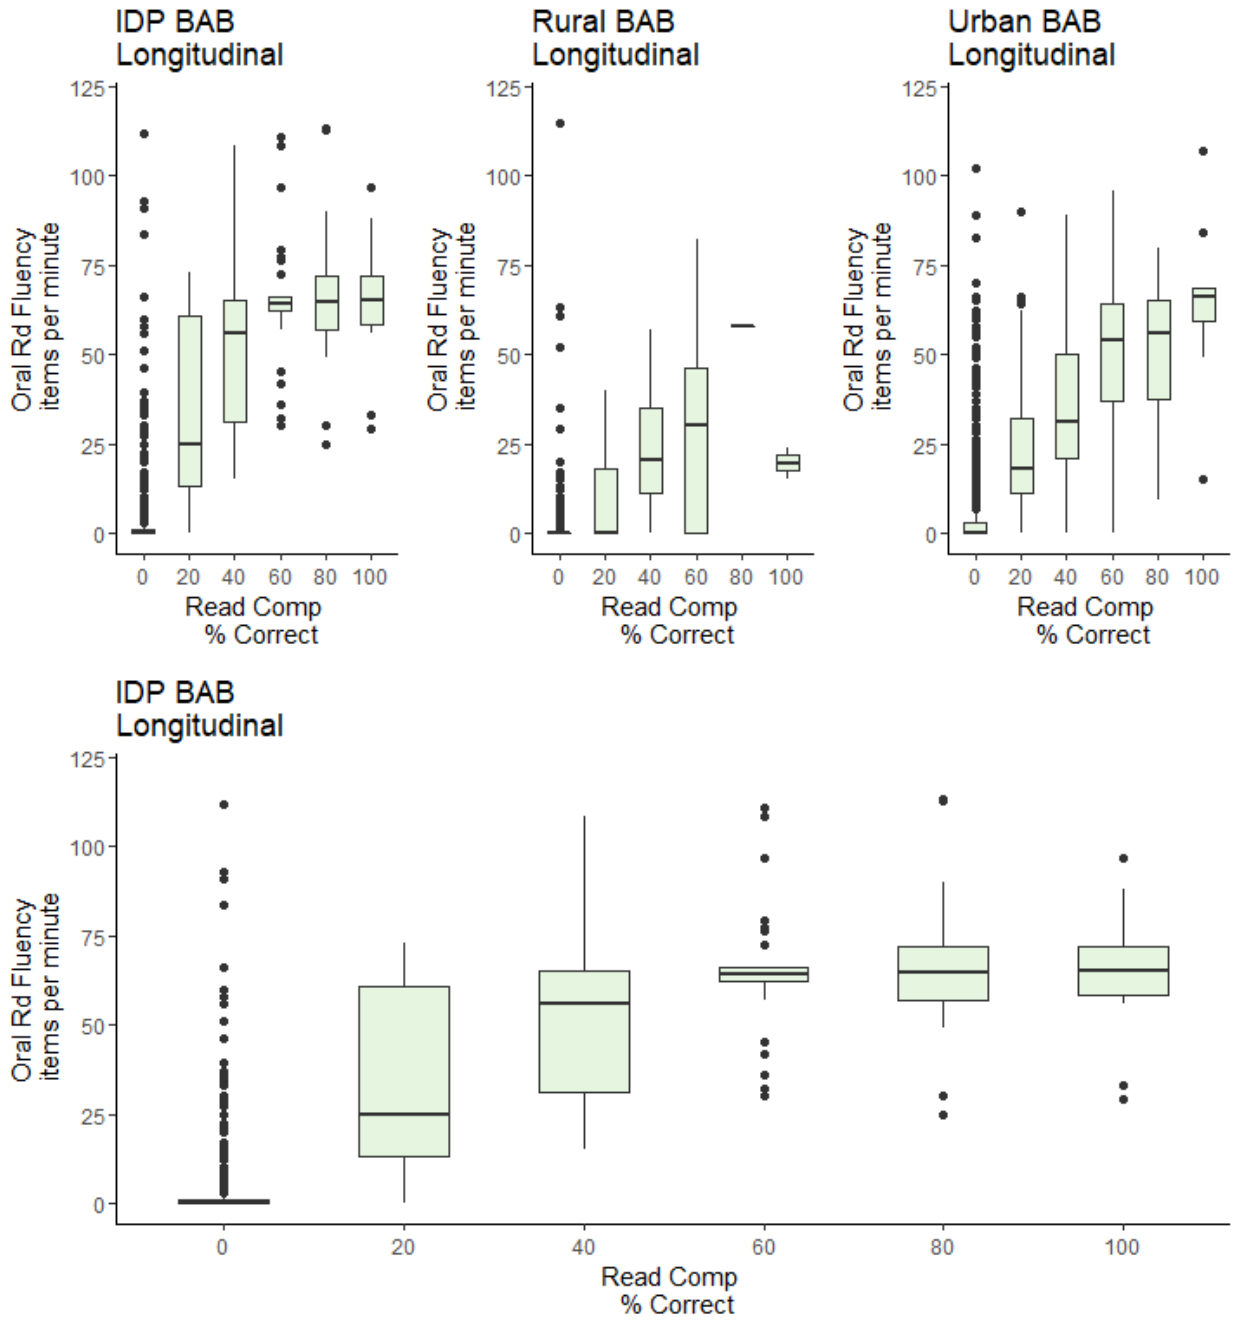 IDP BAB
Longitudinal
125
100
75
50
25
0
Oral Rd Fluency
items per minute
0 20 40 60 80 100
Read Comp
% Correct
Rural BAB
Longitudinal
125
100
75
50
25
0
Oral Rd Fluency
items per minute
0 20 40 60 80 100
Read Comp
% Correct
Urban BAB
Longitudinal
125
100
75
50
25
0
Oral Rd Fluency
items per minute
0 20 40 60 80 100
Read Comp
% Correct
IDP BAB
Longitudinal
125
100
75
50
25
0
Oral Rd Fluency
items per minute
0 20 40 60 80 100
Read Comp
% Correct